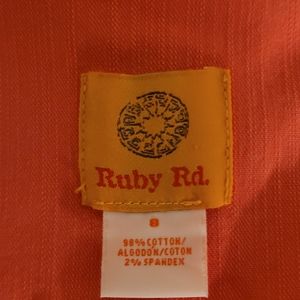 Ruby Rd.
8
98% COTTON/
ALGODON/COTON
2% SPANDEX